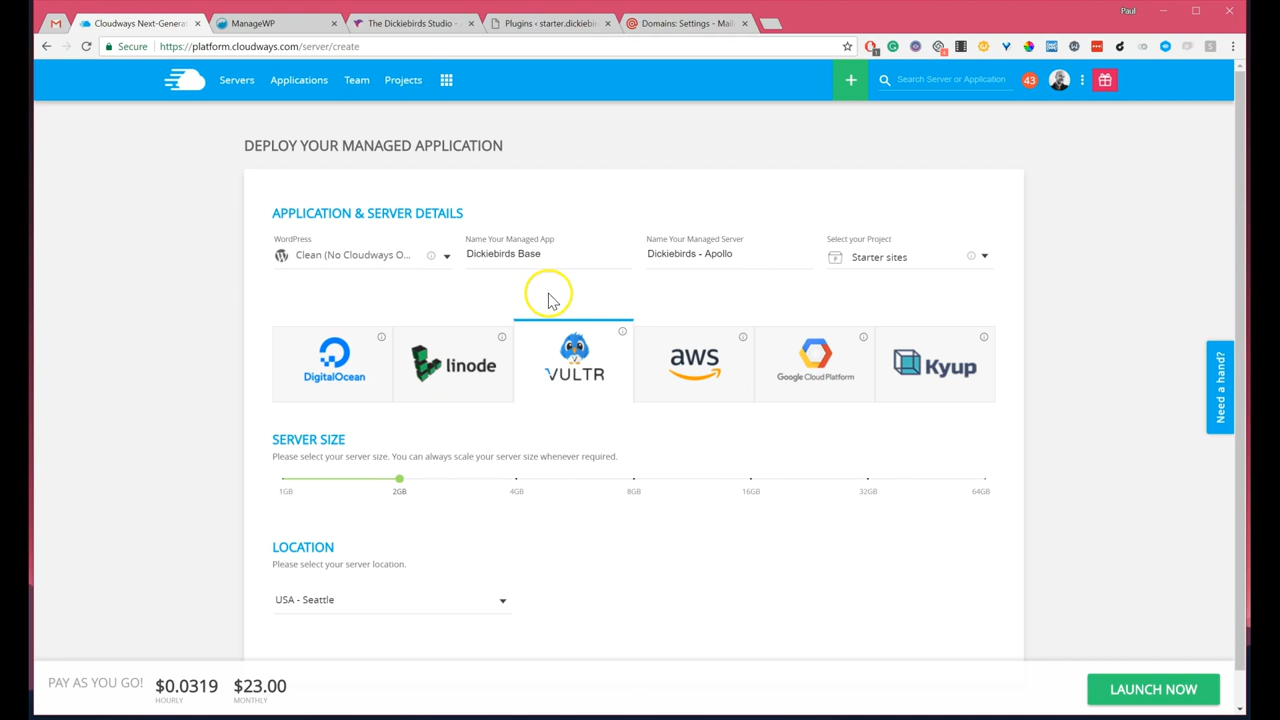 Paul
Cloudways Next-Genera
ManageWP
The Dickiebirds Studio -
Plugins ‹ starter.dickiebir
Domains: Settings - Mail
Secure
https://platform.cloudways.com/server/create
Servers
Applications
Team
Projects
+
Search Server or Application
43
DEPLOY YOUR MANAGED APPLICATION
APPLICATION & SERVER DETAILS
WordPress
Name Your Managed App
Name Your Managed Server
Select your Project
Clean (No Cloudways O...
Dickiebirds Base
Dickiebirds - Apollo
Starter sites
DigitalOcean
linode
VULTR
aws
Google Cloud Platform
Kyup
Need a hand?
SERVER SIZE
Please select your server size. You can always scale your server size whenever required.
1GB
2GB
4GB
8GB
16GB
32GB
64GB
LOCATION
Please select your server location.
USA - Seattle
PAY AS YOU GO!
$0.0319
HOURLY
$23.00
MONTHLY
LAUNCH NOW